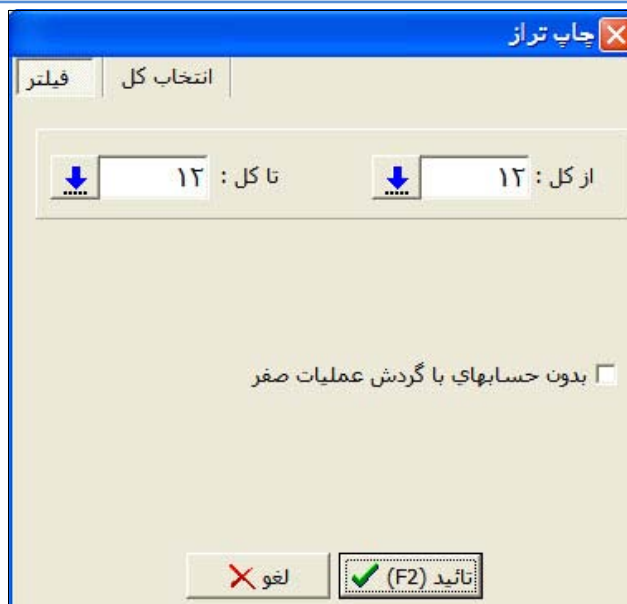 چاپ تراز
انتخاب کل فیلتر
از کل : ۱۲ تا کل : ۱۲
بدون حسابهاي با گردش عملیات صفر
تائید (F2) لغو